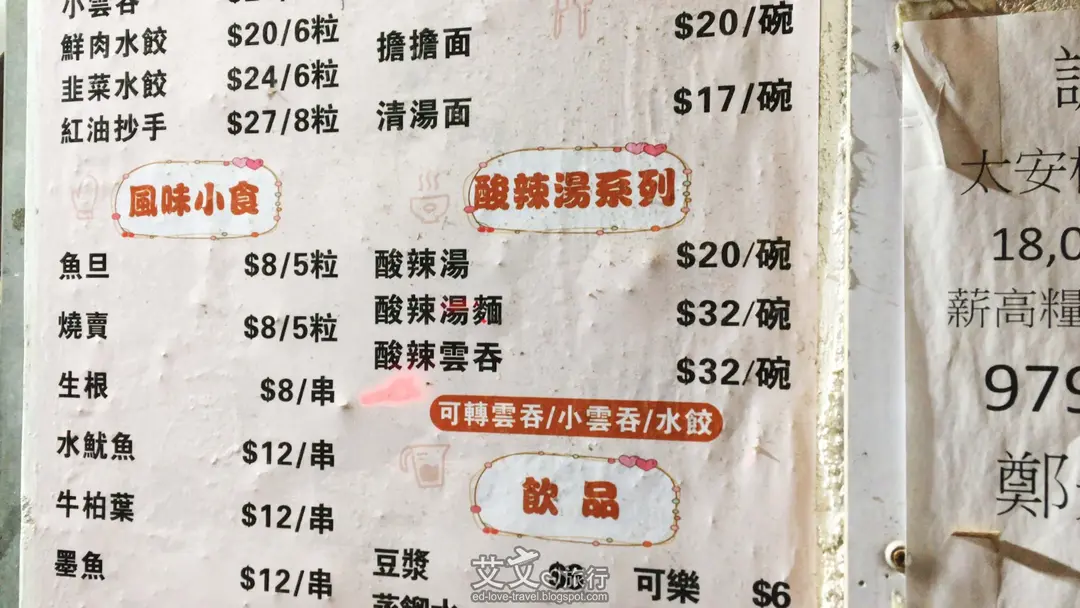 小雲吞
鮮肉水餃 $20/6粒
韭菜水餃 $24/6粒
紅油抄手 $27/8粒
風味小食
魚旦 $8/5粒
燒賣 $8/5粒
生根 $8/串
水魷魚 $12/串
牛柏葉 $12/串
墨魚 $12/串
擔擔面 $20/碗
清湯面 $17/碗
酸辣湯系列
酸辣湯 $20/碗
酸辣湯麵 $32/碗
酸辣雲吞 $32/碗
可轉雲吞/小雲吞/水餃
飲品
豆漿
可樂 $6
太安
18,0
薪高糧
979
鄭
艾文 旅行
ed-love-travel.blogspot.com